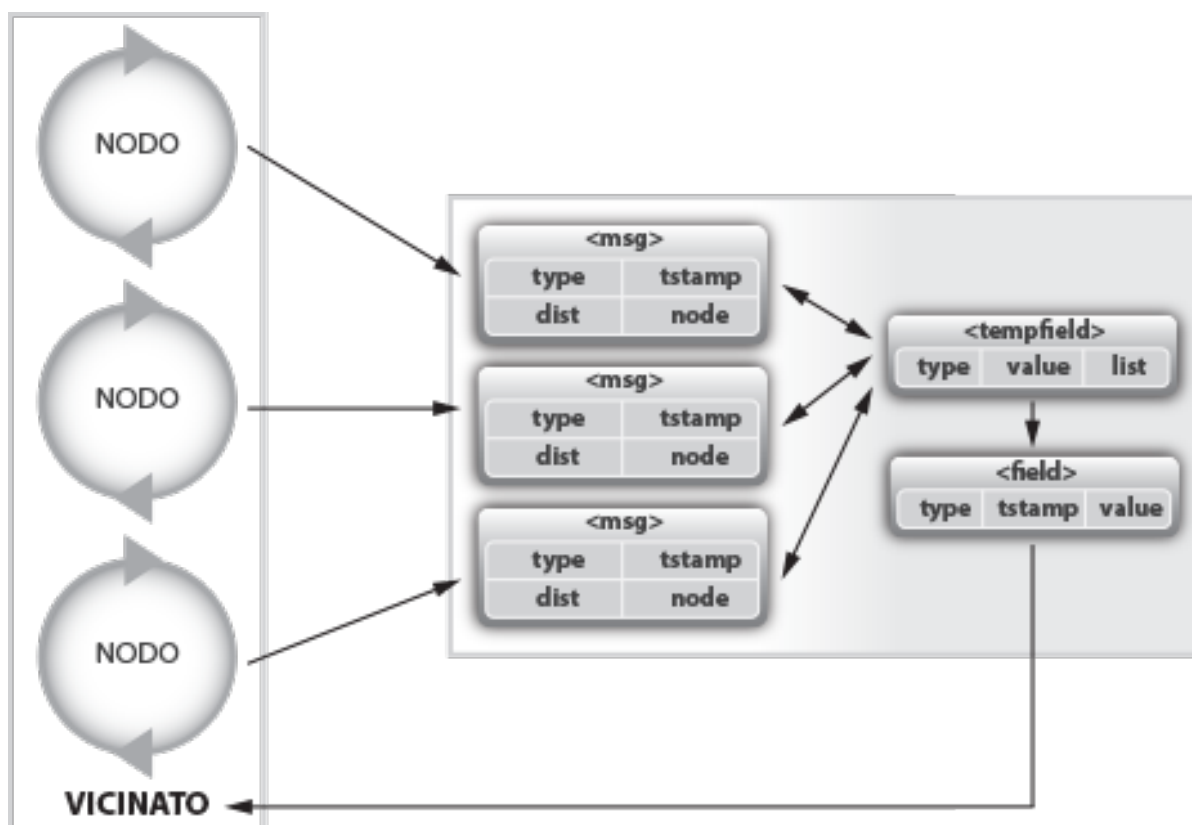 NODO
NODO
NODO
VICINATO
<msg>
type tstamp
dist node
<msg>
type tstamp
dist node
<msg>
type tstamp
dist node
<tempfield>
type value list
<field>
type tstamp value